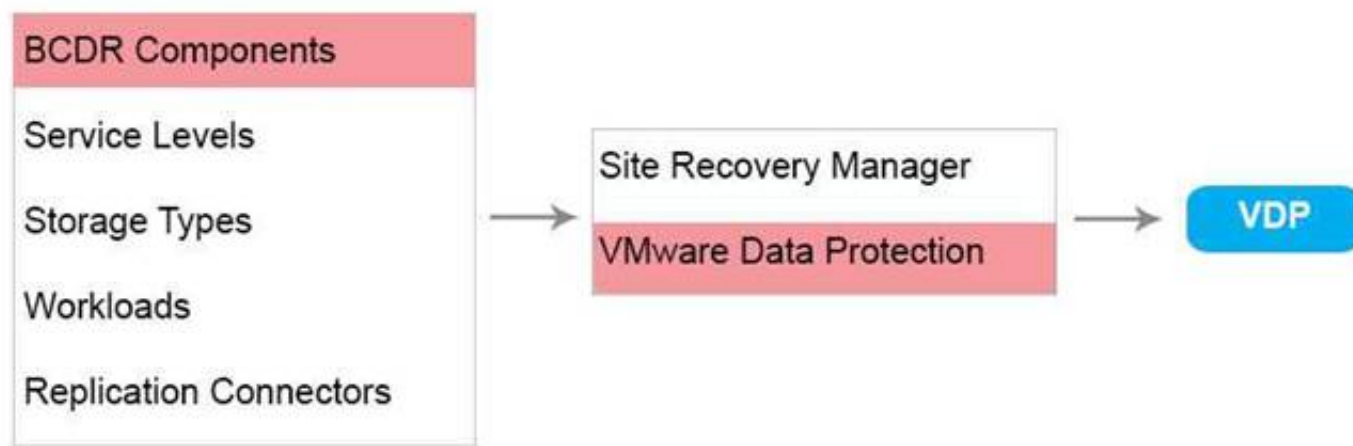 BCDR Components
Service Levels
Storage Types
Workloads
Replication Connectors
Site Recovery Manager
VMware Data Protection
VDP